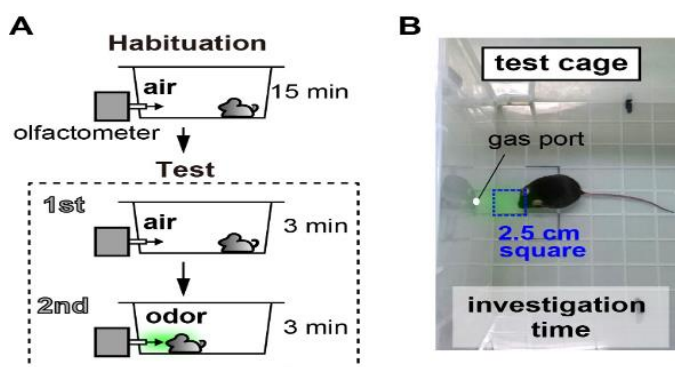 A
Habituation
air
15 min
olfactometer
Test
1st
air
3 min
2nd
odor
3 min
B
test cage
gas port
2.5 cm
square
investigation
time